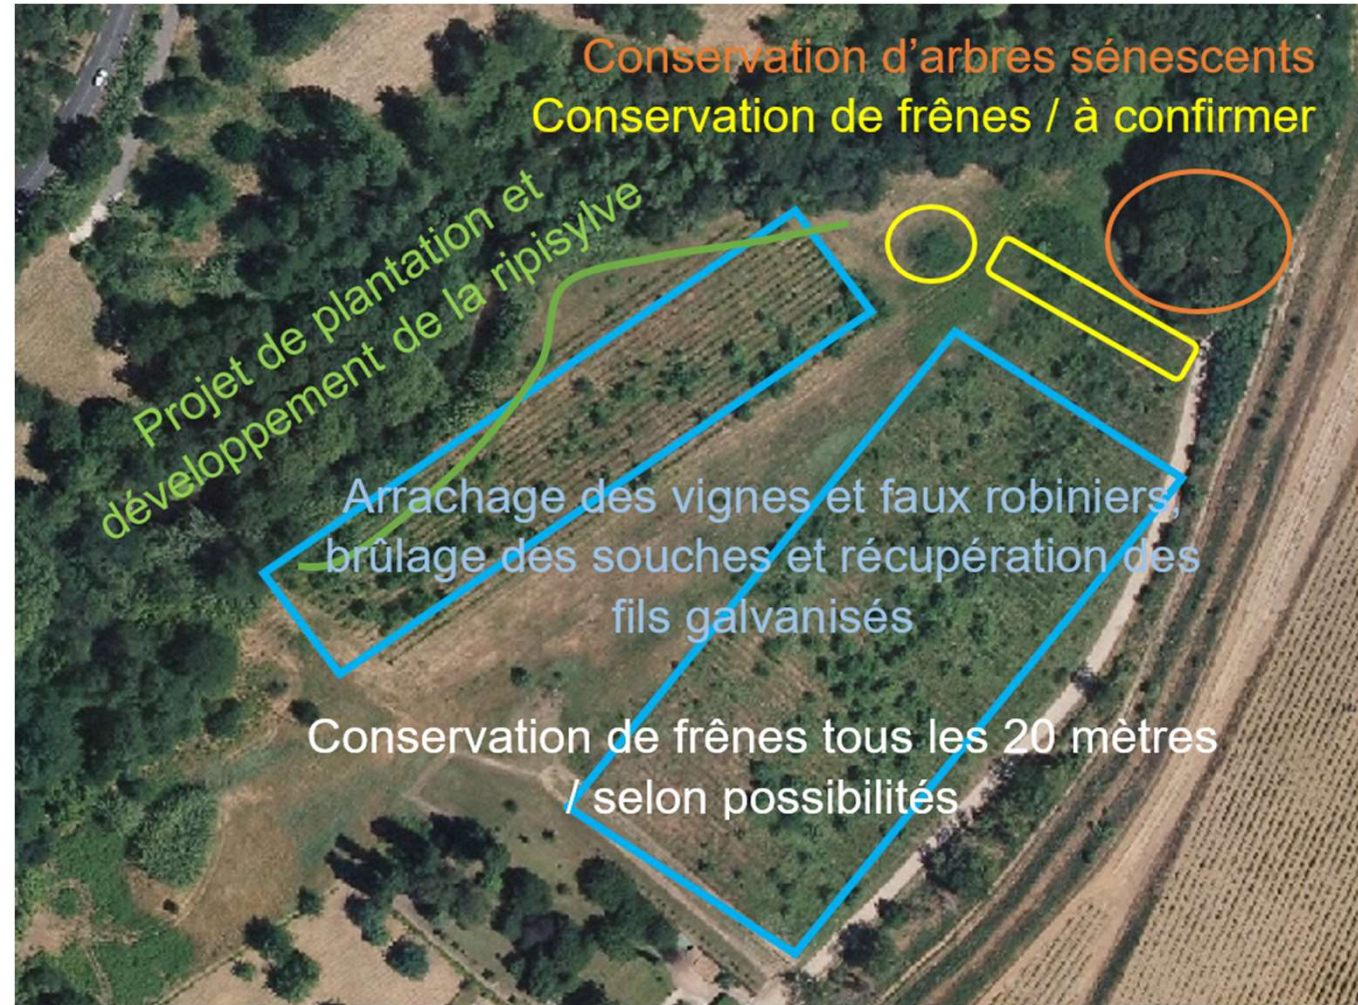 Conservation d’arbres sénescents
Conservation de frênes / à confirmer
Projet de plantation et
développement de la ripisylve
Arrachage des vignes et faux robiniers,
brûlage des souches et récupération des
fils galvanisés
Conservation de frênes tous les 20 mètres
/ selon possibilités